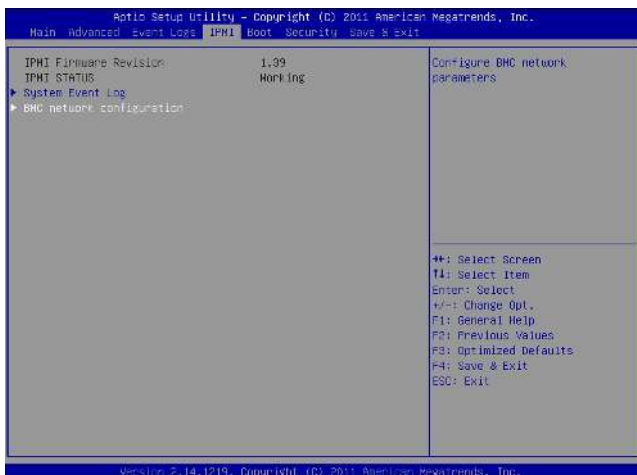 Aptio Setup Utility – Copyright (C) 2011 American Megatrends, Inc.
Main Advanced Event Logs IPMI Boot Security Save & Exit
IPMI Firmware Revision 1.39
IPMI STATUS Working
System Event Log
BMC network configuration
Configure BMC network
parameters
→←: Select Screen
↑↓: Select Item
Enter: Select
+/-: Change Opt.
F1: General Help
F2: Previous Values
F3: Optimized Defaults
F4: Save & Exit
ESC: Exit
Version 2.14.1219. Copyright (C) 2011 American Megatrends, Inc.